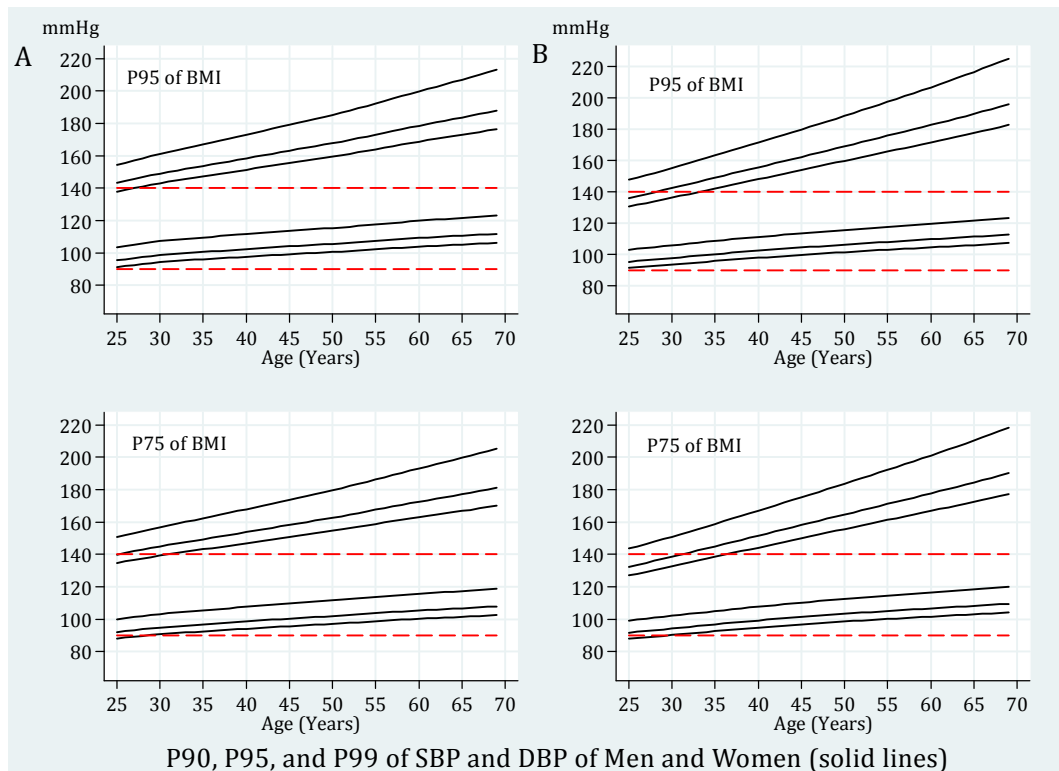 mmHg
A
P95 of BMI
220
200
180
160
140
120
100
80
25 30 35 40 45 50 55 60 65 70
Age (Years)
mmHg
B
P95 of BMI
220
200
180
160
140
120
100
80
25 30 35 40 45 50 55 60 65 70
Age (Years)
P75 of BMI
220
200
180
160
140
120
100
80
25 30 35 40 45 50 55 60 65 70
Age (Years)
P75 of BMI
220
200
180
160
140
120
100
80
25 30 35 40 45 50 55 60 65 70
Age (Years)
P90, P95, and P99 of SBP and DBP of Men and Women (solid lines)